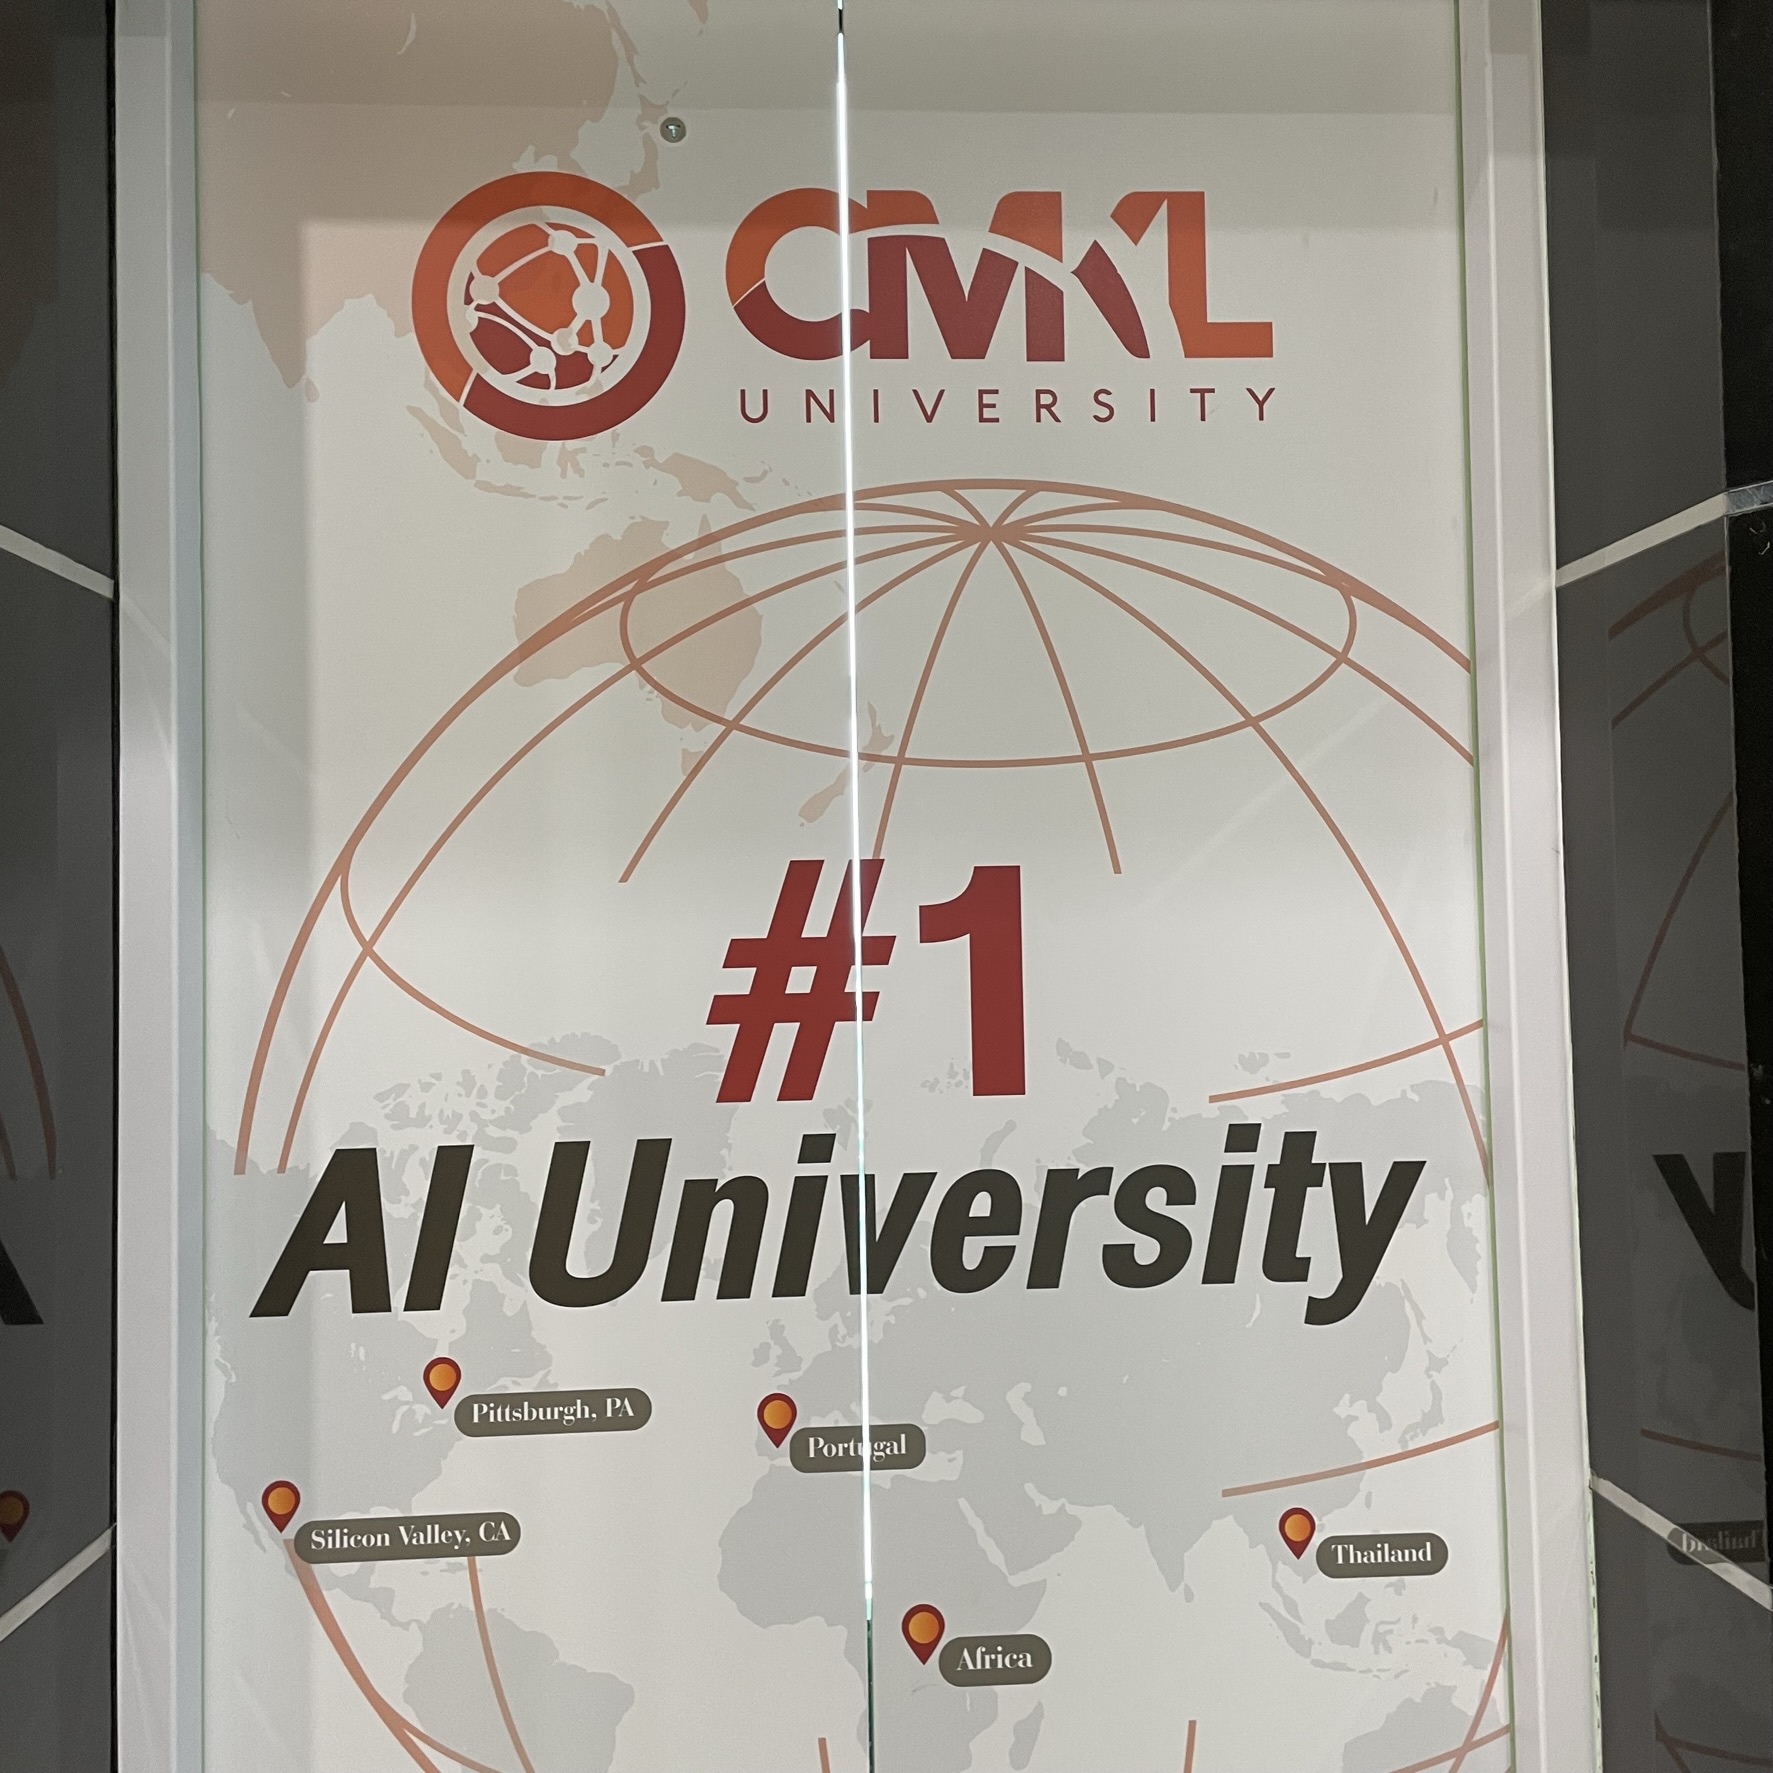 CMKL
UNIVERSITY
#1
AI University
Pittsburgh, PA
Portugal
Silicon Valley, CA
Thailand
Africa